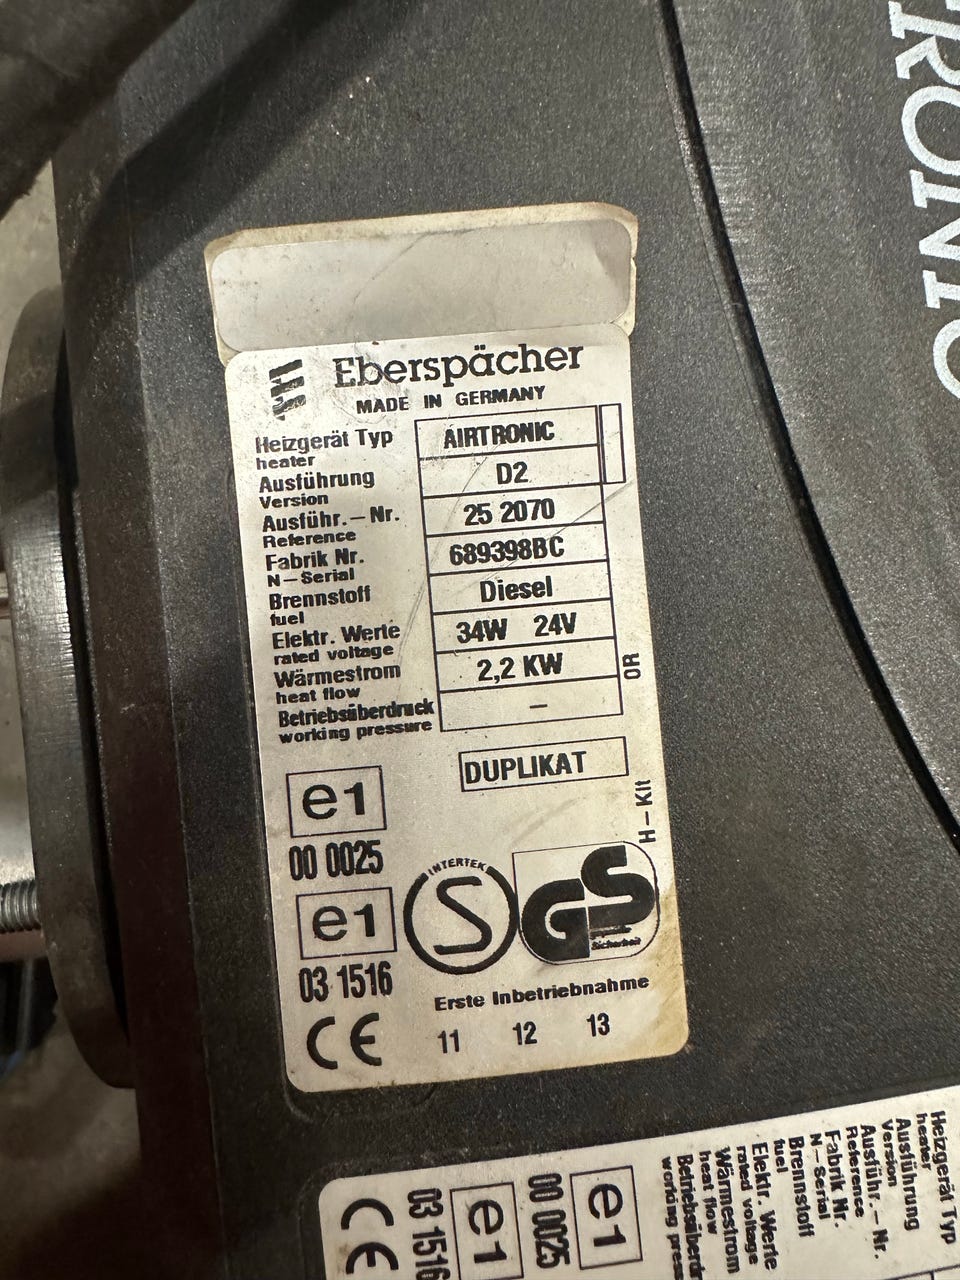 RONIC
Eberspächer
MADE IN GERMANY
Heizgerät Typ AIRTRONIC
heater
Ausführung D2
Version
Ausführ.-Nr. 25 2070
Reference
Fabrik Nr. 689398BC
N-Serial
Brennstoff Diesel
fuel
Elektr. Werte 34W 24V
rated voltage
Wärmestrom 2,2 KW
heat flow
Betriebsüberdruck –
working pressure
OR
DUPLIKAT
H-Kit
e1
00 0025
e1
03 1516
INTERTEK
S
GS
Sicherheit
CE
Erste Inbetriebnahme
11 12 13
Heizgerät Typ
heater
Ausführung
Version
Ausführ.-Nr.
Reference
Fabrik Nr.
N-Serial
Brennstoff
fuel
Elektr. Werte
rated voltage
Wärmestrom
heat flow
Betriebsüberd
working press
e1
00 0025
e1
03 1516
CE